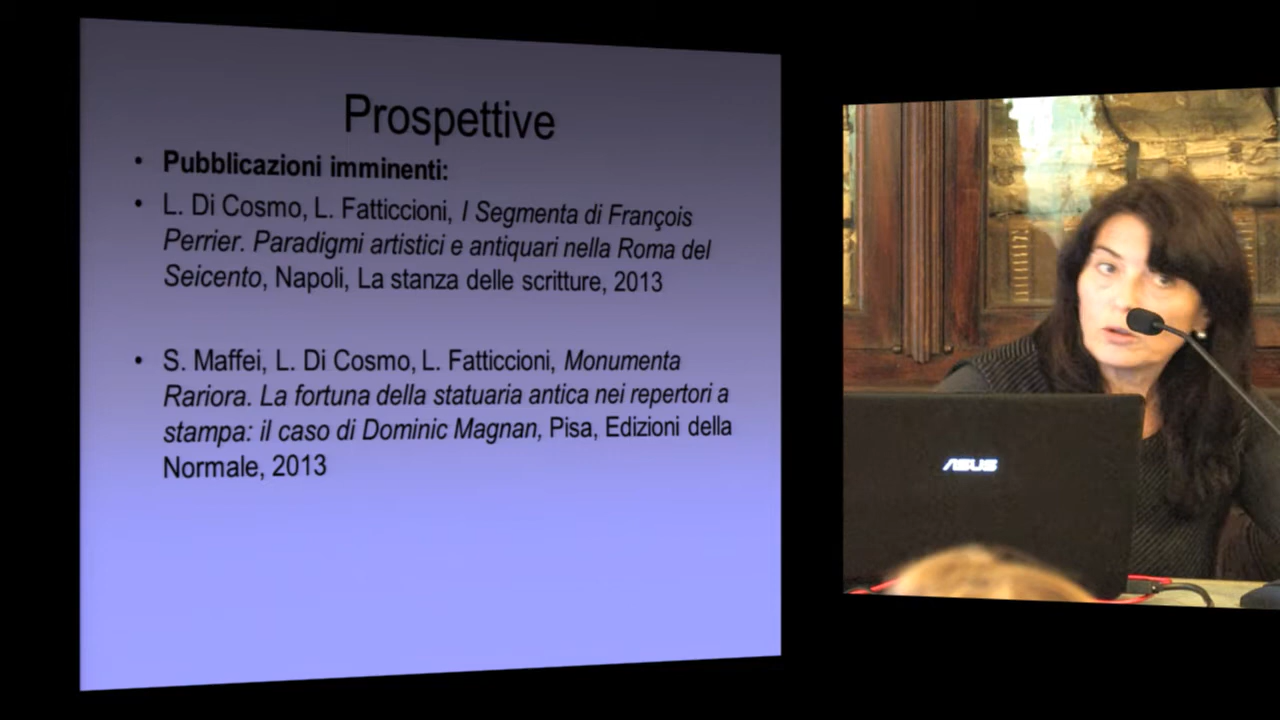 Prospettive
• Pubblicazioni imminenti:
• L. Di Cosmo, L. Fatticcioni, I Segmenta di François
Perrier. Paradigmi artistici e antiquari nella Roma del
Seicento, Napoli, La stanza delle scritture, 2013
• S. Maffei, L. Di Cosmo, L. Fatticcioni, Monumenta
Rariora. La fortuna della statuaria antica nei repertori a
stampa: il caso di Dominic Magnan, Pisa, Edizioni della
Normale, 2013
ASUS